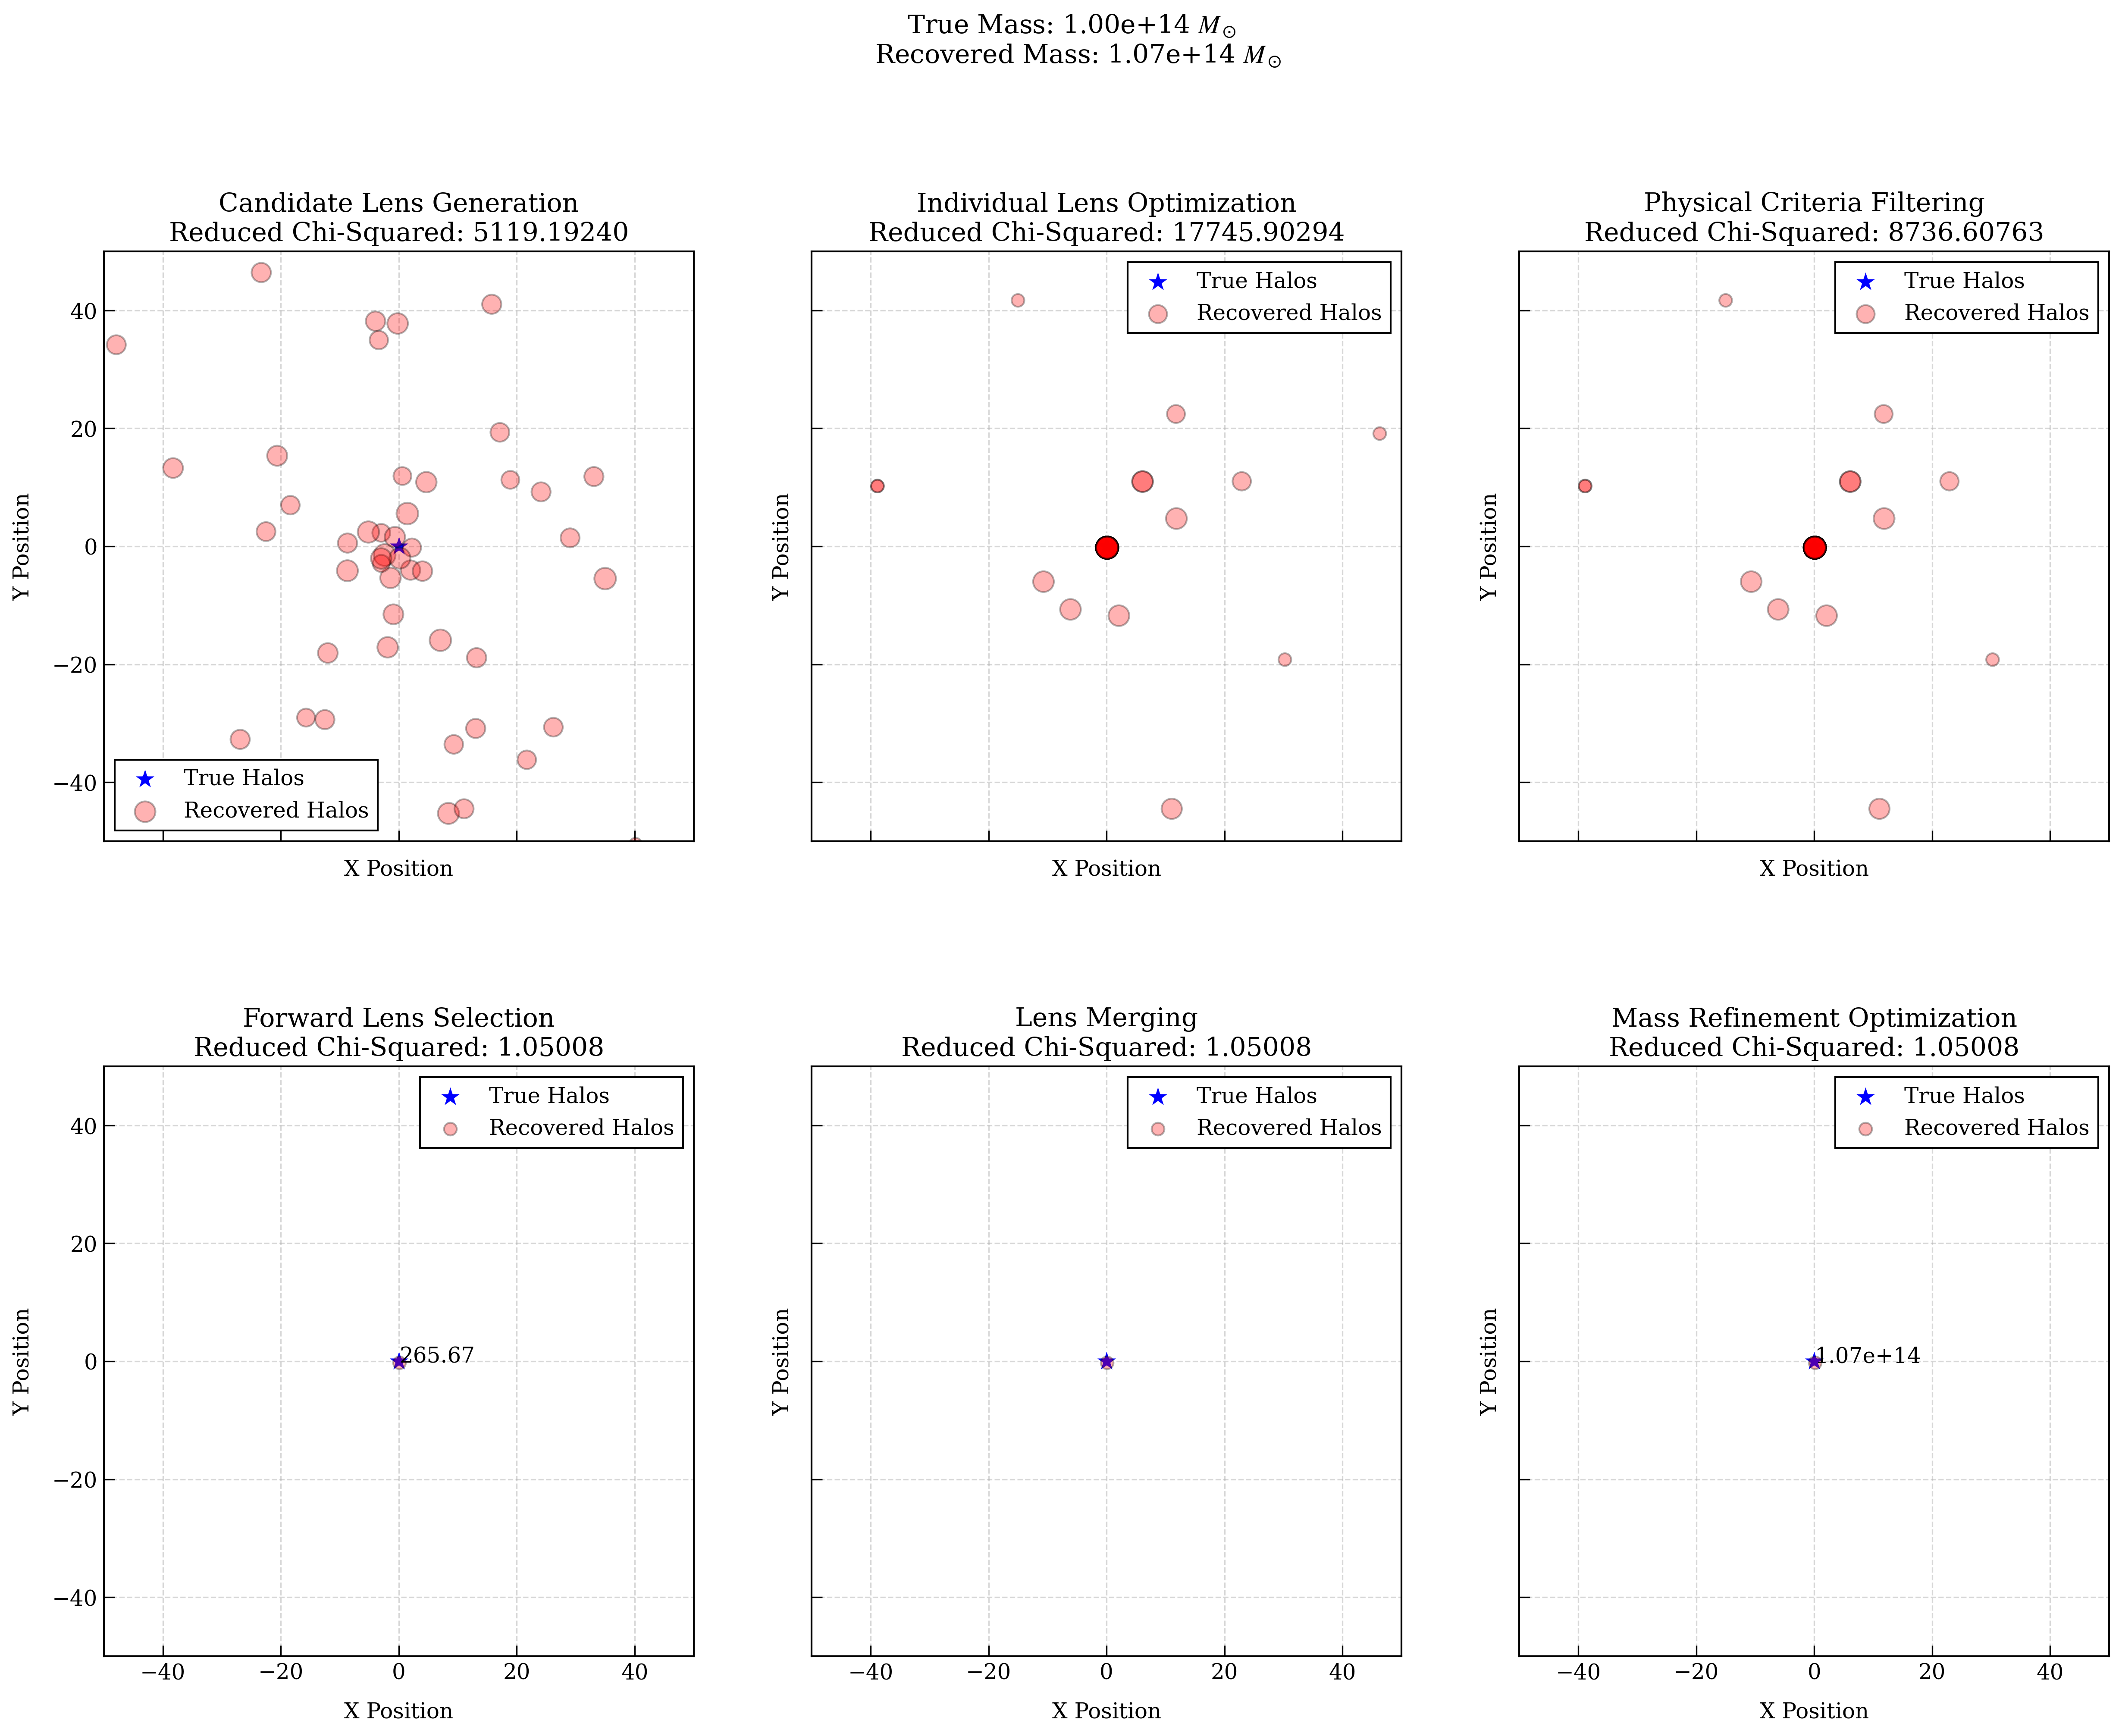 True Mass: 1.00e+14 M⊙
Recovered Mass: 1.07e+14 M⊙
Candidate Lens Generation
Reduced Chi-Squared: 5119.19240
40
20
0
−20
−40
Y Position
True Halos
Recovered Halos
X Position
Individual Lens Optimization
Reduced Chi-Squared: 17745.90294
True Halos
Recovered Halos
Y Position
X Position
Physical Criteria Filtering
Reduced Chi-Squared: 8736.60763
True Halos
Recovered Halos
Y Position
X Position
Forward Lens Selection
Reduced Chi-Squared: 1.05008
True Halos
Recovered Halos
40
20
0
−20
−40
Y Position
265.67
−40 −20 0 20 40
X Position
Lens Merging
Reduced Chi-Squared: 1.05008
True Halos
Recovered Halos
Y Position
−40 −20 0 20 40
X Position
Mass Refinement Optimization
Reduced Chi-Squared: 1.05008
True Halos
Recovered Halos
Y Position
1.07e+14
−40 −20 0 20 40
X Position